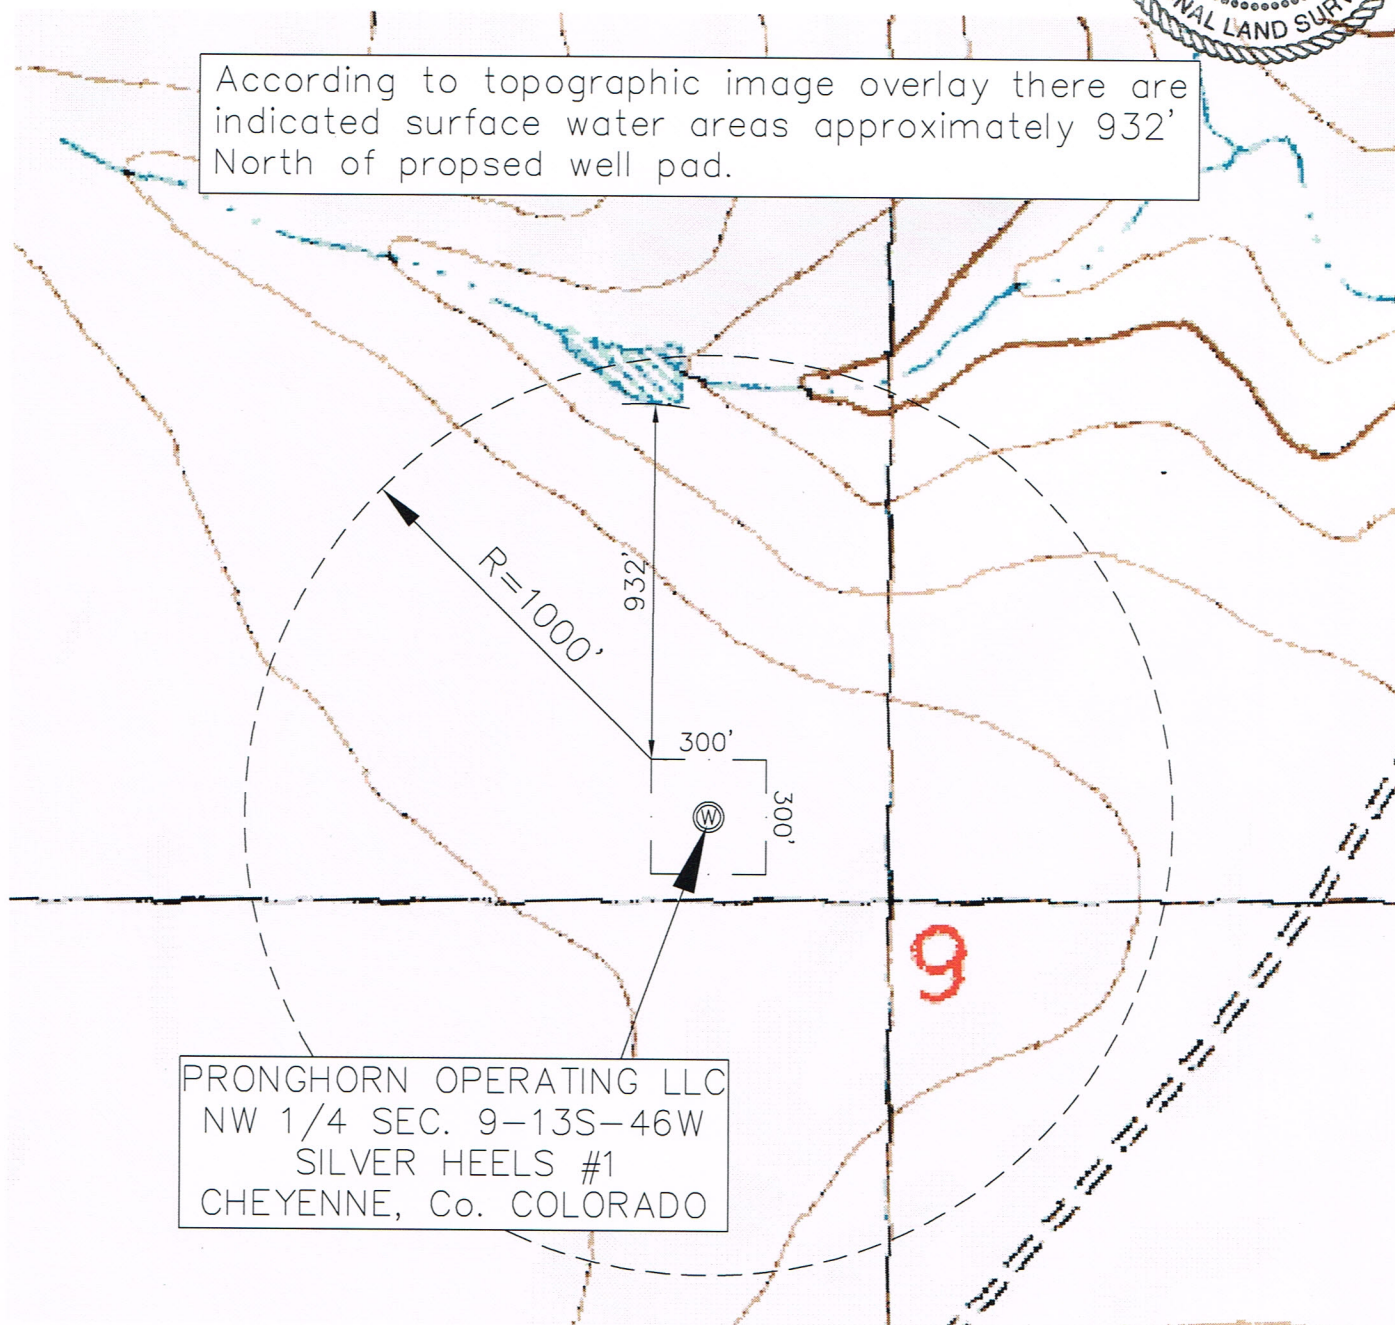 NAL LAND SURV
According to topographic image overlay there are
indicated surface water areas approximately 932'
North of propsed well pad.
R=1000'
932'
300'
300'
W
9
PRONGHORN OPERATING LLC
NW 1/4 SEC. 9-13S-46W
SILVER HEELS #1
CHEYENNE, Co. COLORADO